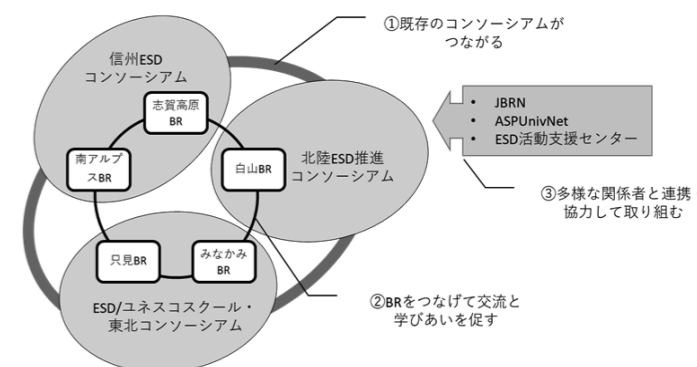 ①既存のコンソーシアムが
つながる
信州ESD
コンソーシアム
志賀高原
BR
南アルプ
スBR
白山BR
北陸ESD推進
コンソーシアム
• JBRN
• ASPUnivNet
• ESD活動支援センター
③多様な関係者と連携
協力して取り組む
只見BR
みなかみ
BR
ESD/ユネスコスクール・
東北コンソーシアム
②BRをつなげて交流と
学びあいを促す